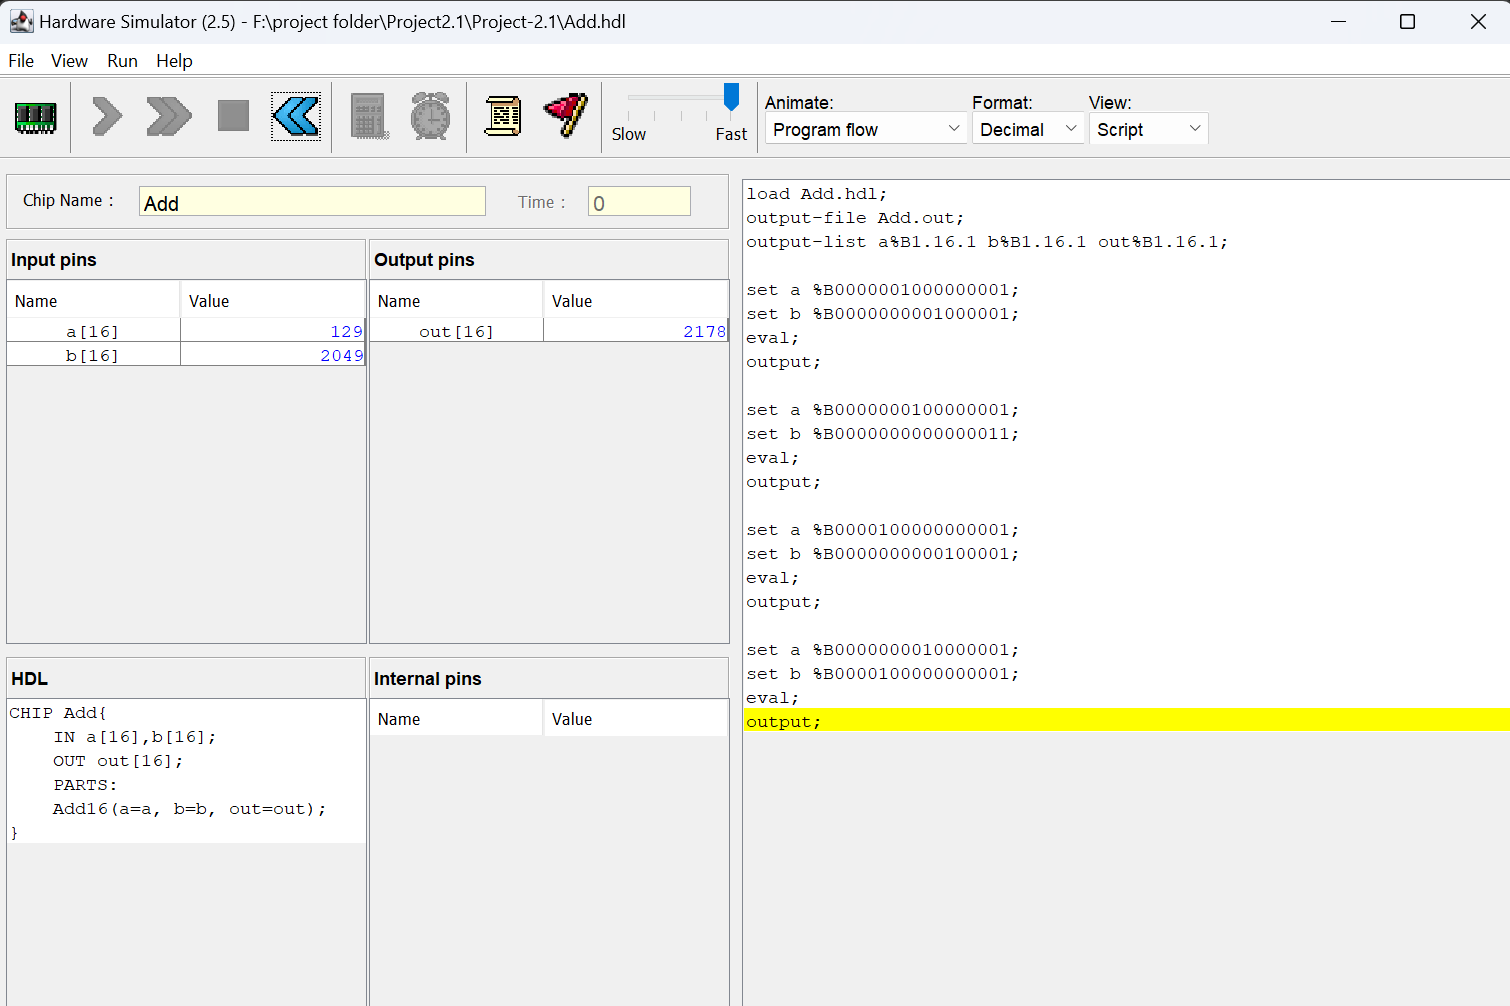 Hardware Simulator (2.5) - F:\project folder\Project2.1\Project-2.1\Add.hdl
File View Run Help
Slow Fast
Animate: Format: View:
Program flow Decimal Script
Chip Name : Add Time : 0
Input pins
Name Value
a[16] 129
b[16] 2049
Output pins
Name Value
out[16] 2178
HDL
CHIP Add{
    IN a[16],b[16];
    OUT out[16];
    PARTS:
    Add16(a=a, b=b, out=out);
}
Internal pins
Name Value
load Add.hdl;
output-file Add.out;
output-list a%B1.16.1 b%B1.16.1 out%B1.16.1;
set a %B0000001000000001;
set b %B0000000001000001;
eval;
output;
set a %B0000000100000001;
set b %B0000000000000011;
eval;
output;
set a %B0000100000000001;
set b %B0000000000100001;
eval;
output;
set a %B0000000010000001;
set b %B0000100000000001;
eval;
output;